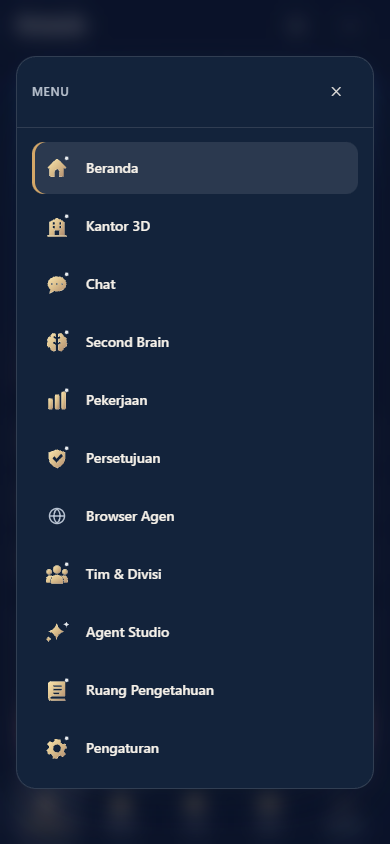 MENU
Beranda
Kantor 3D
Chat
Second Brain
Pekerjaan
Persetujuan
Browser Agen
Tim & Divisi
Agent Studio
Ruang Pengetahuan
Pengaturan